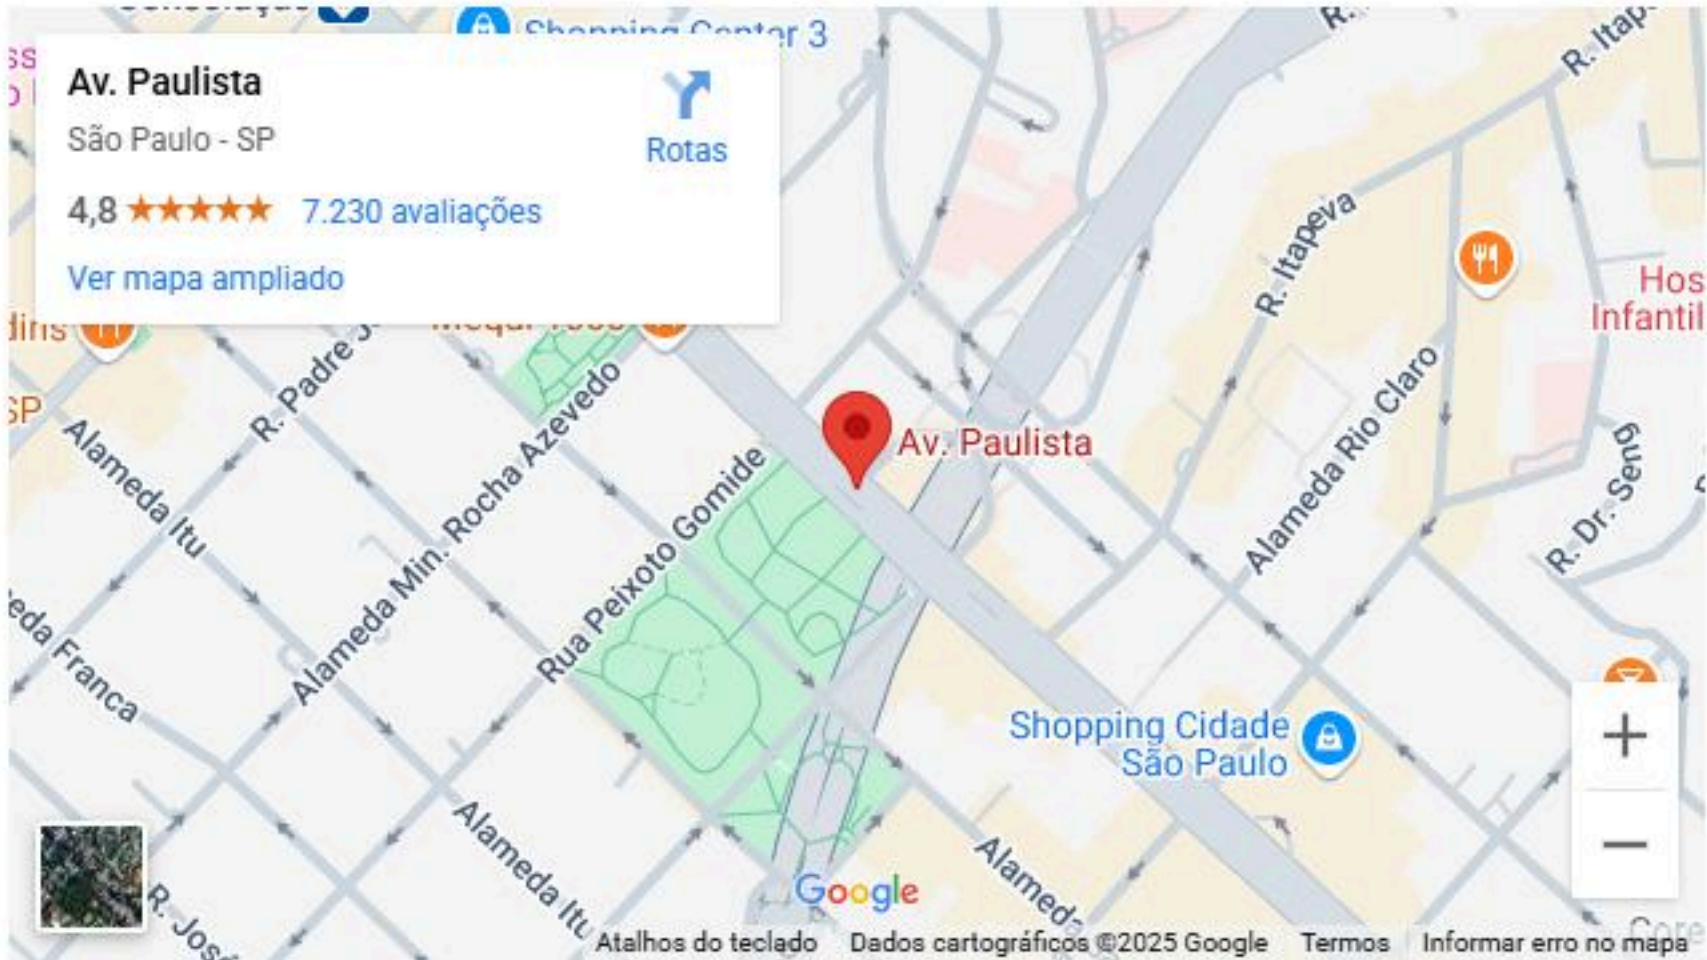 Shopping Center 3
Av. Paulista
São Paulo - SP
Rotas
4,8
7.230 avaliações
Ver mapa ampliado
R. Itapeva
Hos
Infantil
SP
R. Padre J
Alameda Min. Rocha Azevedo
Rua Peixoto Gomide
Av. Paulista
Alameda Rio Claro
R. Dr. Seng
Alameda Itu
eda Franca
Shopping Cidade
São Paulo
Alameda Itu
Alameda
R. José
Google
Atalhos do teclado
Dados cartográficos ©2025 Google
Termos
Informar erro no mapa